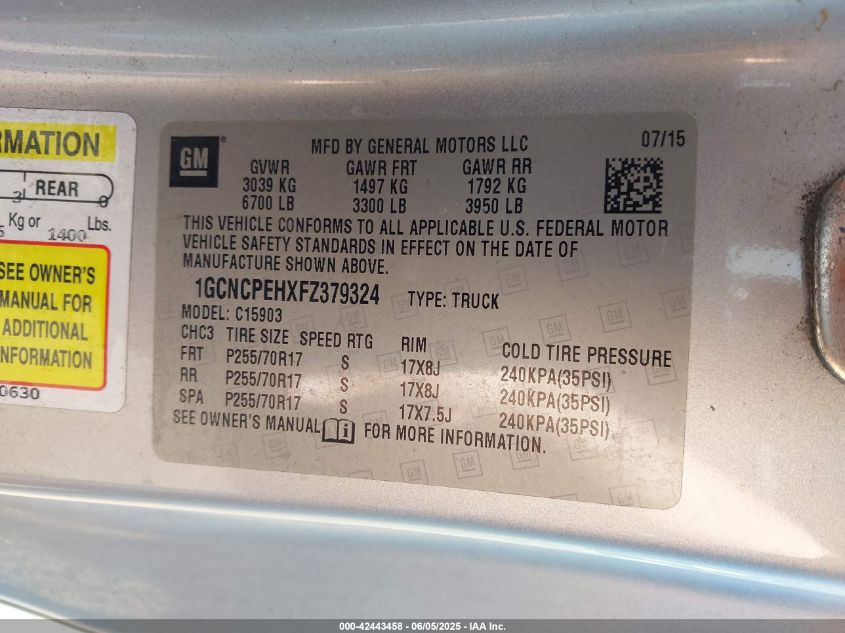 RMATION
REAR
Kg or 1400 Lbs.
SEE OWNER'S
MANUAL FOR
ADDITIONAL
INFORMATION
0630
GM
MFD BY GENERAL MOTORS LLC
07/15
GVWR GAWR FRT GAWR RR
3039 KG 1497 KG 1792 KG
6700 LB 3300 LB 3950 LB
THIS VEHICLE CONFORMS TO ALL APPLICABLE U.S. FEDERAL MOTOR
VEHICLE SAFETY STANDARDS IN EFFECT ON THE DATE OF
MANUFACTURE SHOWN ABOVE.
1GCNCPEHXFZ379324 TYPE: TRUCK
MODEL: C15903
CHC3 TIRE SIZE SPEED RTG RIM COLD TIRE PRESSURE
FRT P255/70R17 S 17X8J 240KPA(35PSI)
RR P255/70R17 S 17X8J 240KPA(35PSI)
SPA P255/70R17 S 17X7.5J 240KPA(35PSI)
SEE OWNER'S MANUAL FOR MORE INFORMATION.
000-42443458 - 06/05/2025 - IAA Inc.